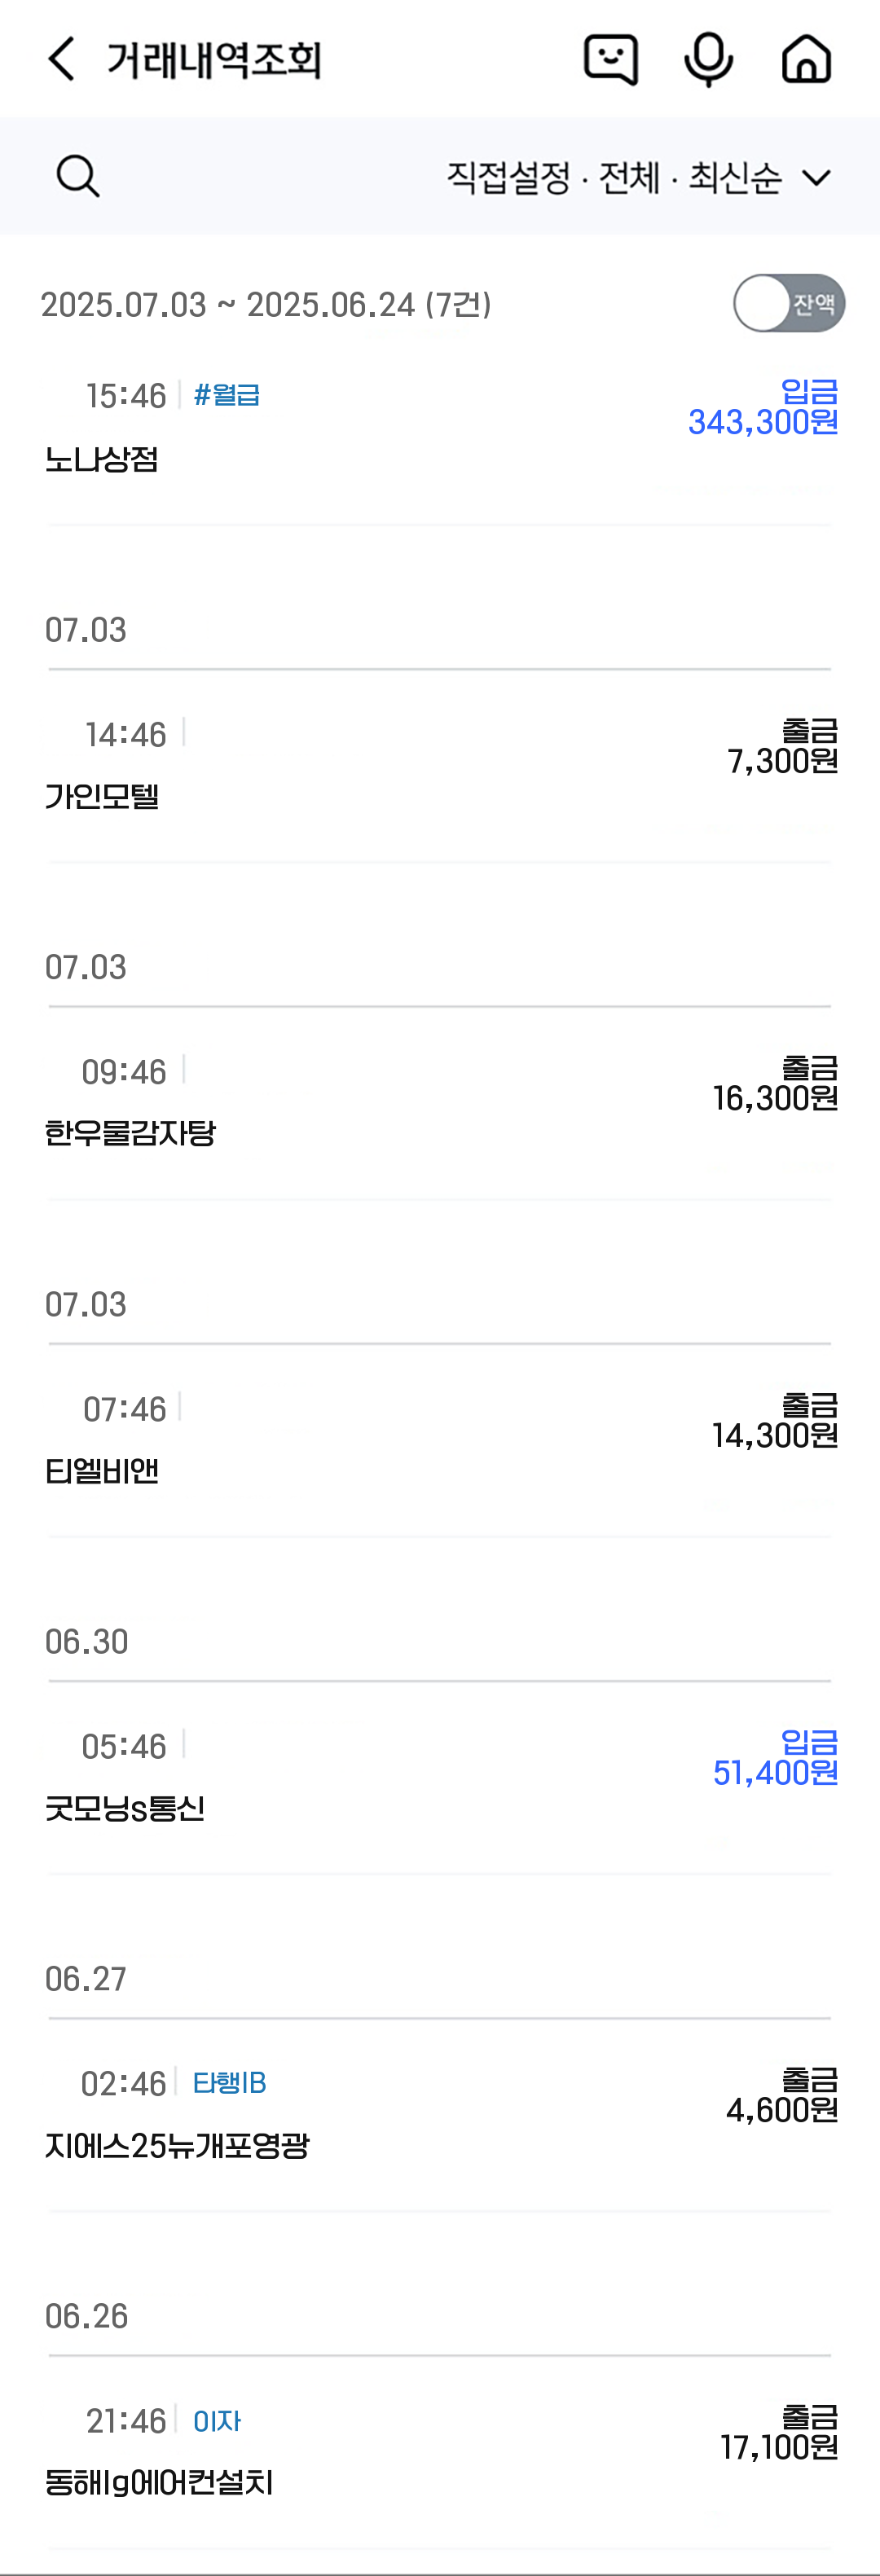 거래내역조회
직접설정 · 전체 · 최신순
2025.07.03 ~ 2025.06.24 (7건)
잔액
15:46 #월급
입금
343,300원
노나상점
07.03
14:46
출금
7,300원
가인모텔
07.03
09:46
출금
16,300원
한우물감자탕
07.03
07:46
출금
14,300원
티엘비앤
06.30
05:46
입금
51,400원
굿모닝s통신
06.27
02:46 타행IB
출금
4,600원
지에스25뉴개포영광
06.26
21:46 이자
출금
17,100원
동해lg에어컨설치